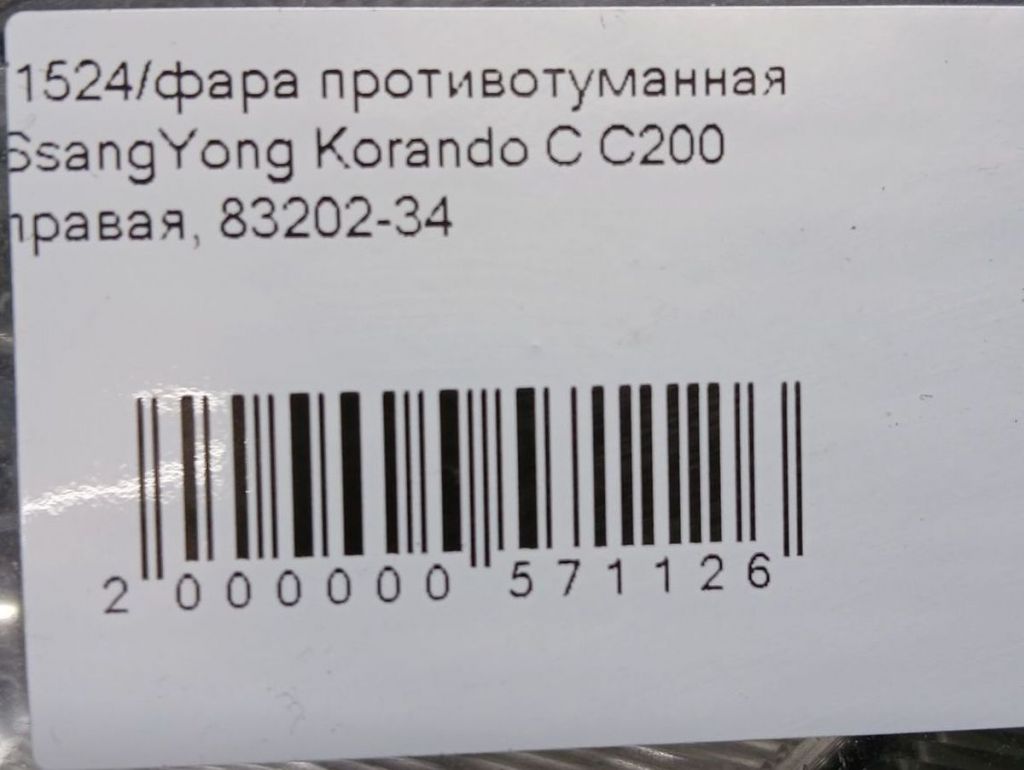 1524/фара противотуманная
SsangYong Korando C C200
правая, 83202-34
2 000000 571126